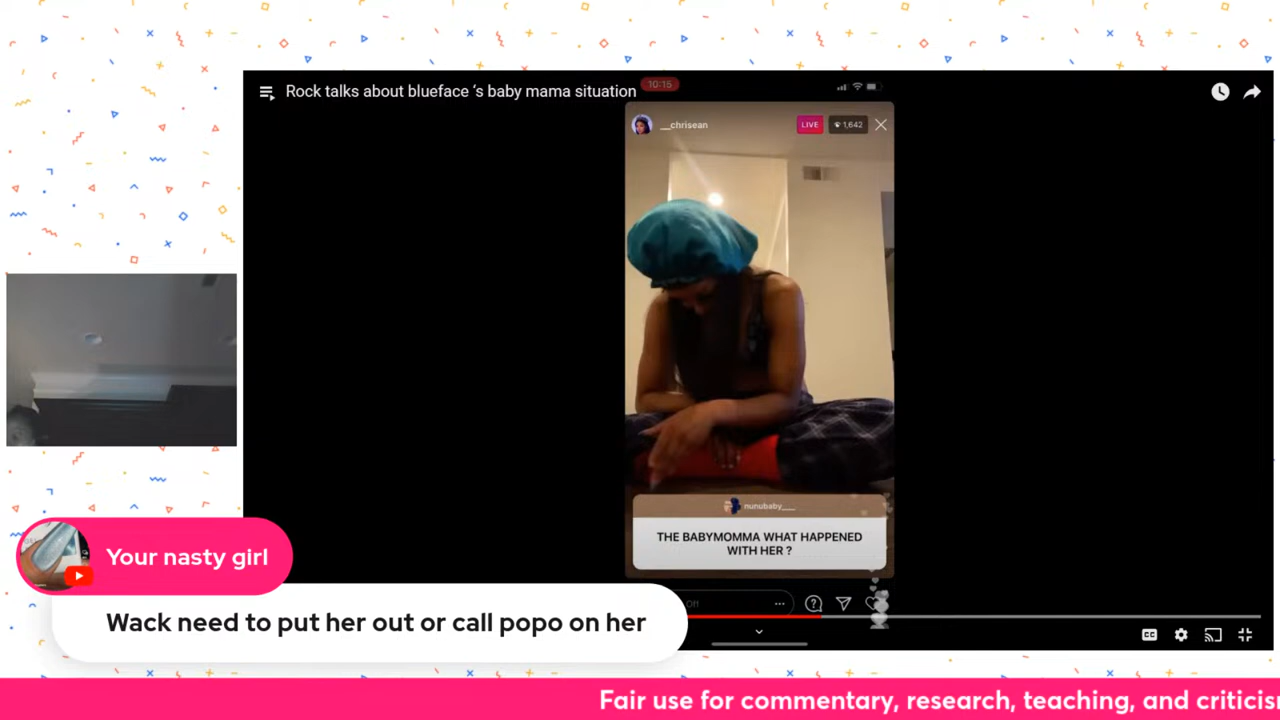 Rock talks about blueface ‘s baby mama situation
10:15
__chrisean
LIVE
1,642
nunubaby___
THE BABYMOMMA WHAT HAPPENED
WITH HER ?
Off
CC
Your nasty girl
Wack need to put her out or call popo on her
Fair use for commentary, research, teaching, and criticis